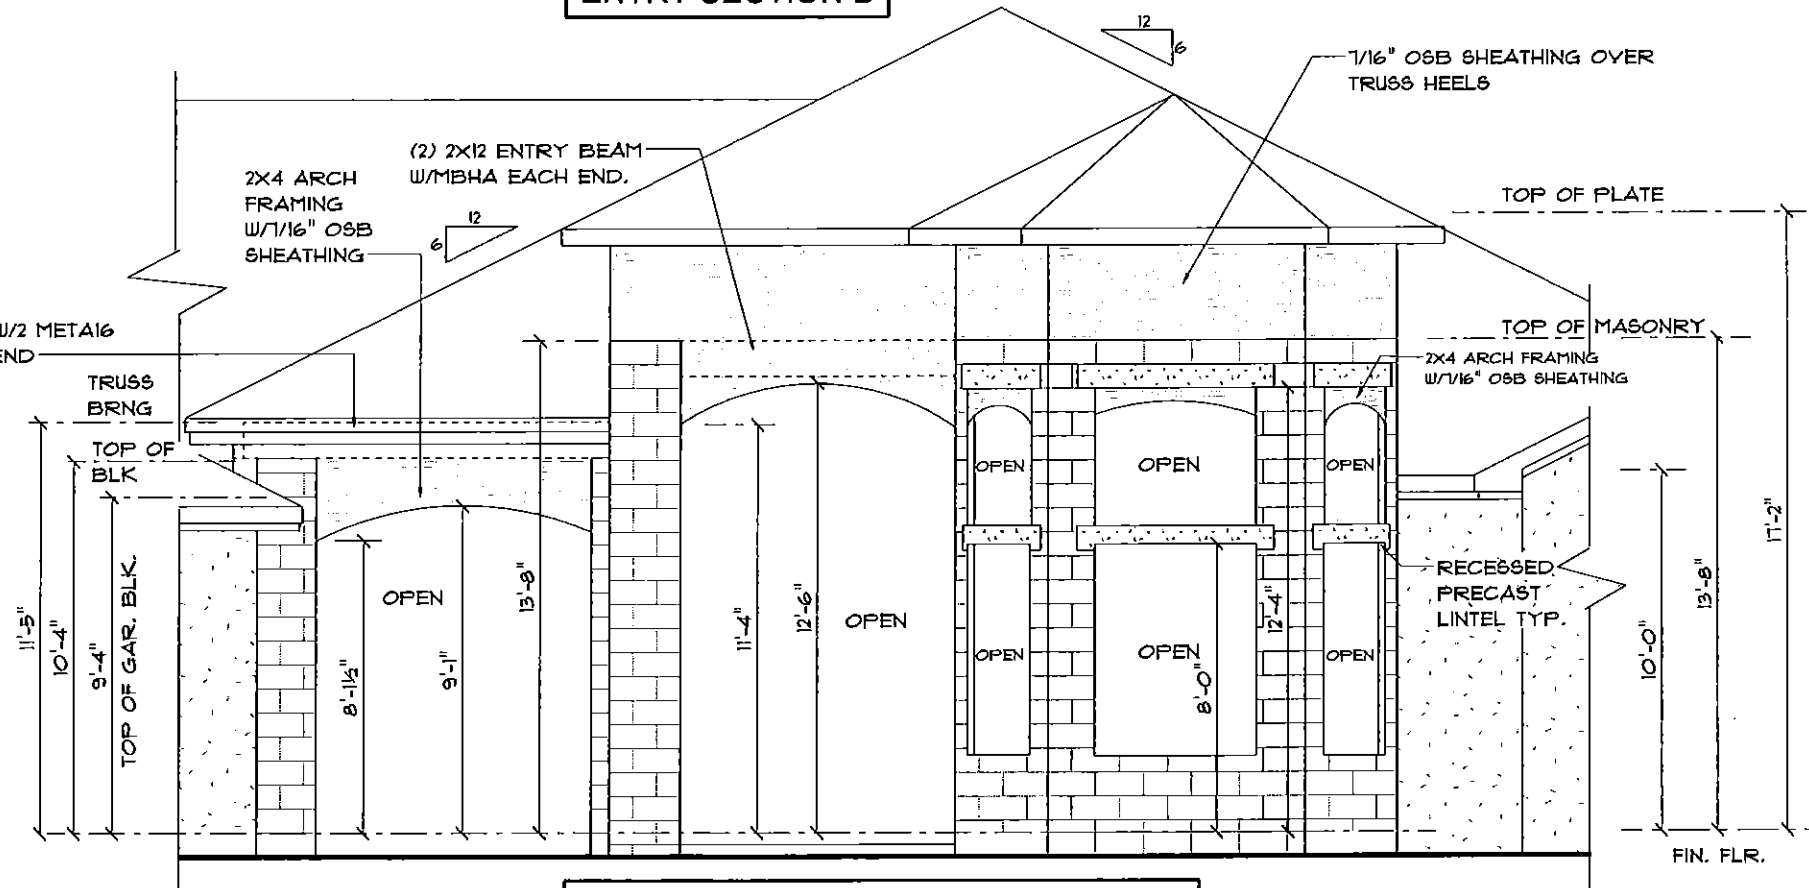 ENTRY SECTION B
12
6
7/16" OSB SHEATHING OVER
TRUSS HEELS
(2) 2X12 ENTRY BEAM
W/MBHA EACH END.
2X4 ARCH
FRAMING
W/7/16" OSB
SHEATHING
12
6
TOP OF PLATE
W/2 META16
END
TOP OF MASONRY
2X4 ARCH FRAMING
W/7/16" OSB SHEATHING
TRUSS
BRNG
TOP OF
BLK
OPEN
OPEN
OPEN
OPEN
OPEN
OPEN
OPEN
OPEN
RECESSED
PRECAST
LINTEL TYP.
11'-5"
10'-4"
9'-4"
TOP OF GAR. BLK.
8'-1½"
9'-1"
13'-8"
11'-4"
12'-6"
8'-0"
12'-4"
10'-0"
13'-8"
17'-2"
FIN. FLR.